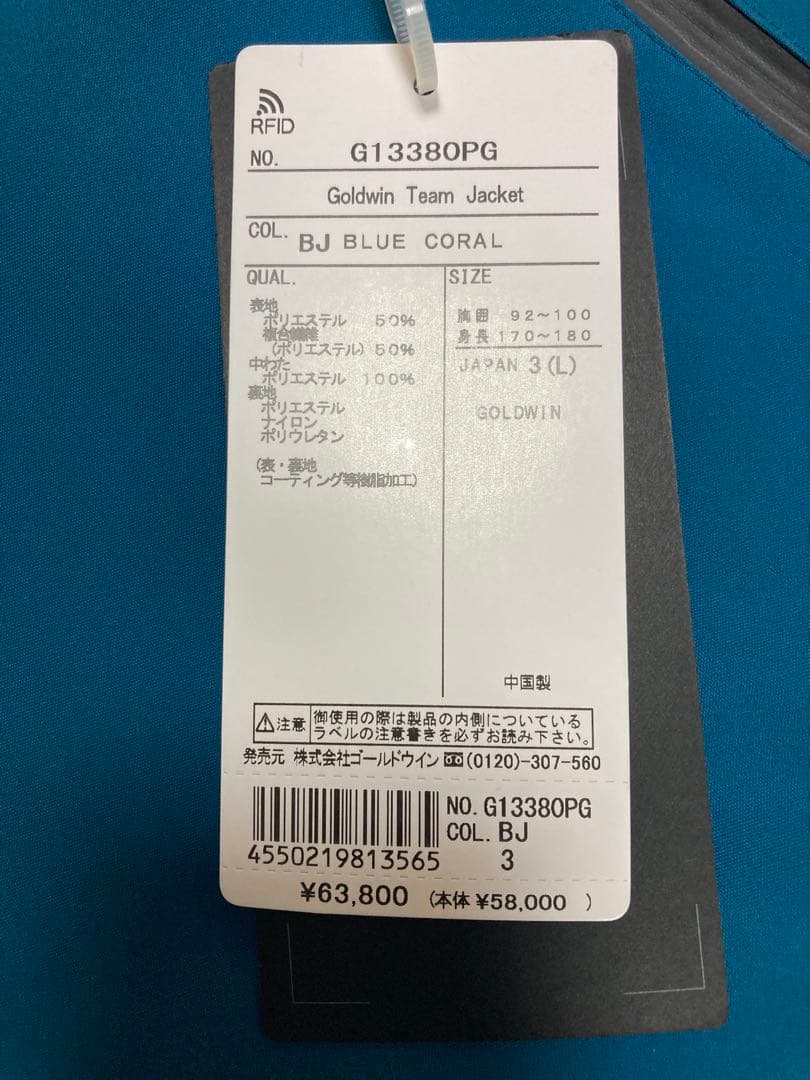 RFID
NO. G13380PG
Goldwin Team Jacket
COL. BJ BLUE CORAL
QUAL.
表地
ポリエステル 50%
複合繊維
(ポリエステル) 50%
中わた
ポリエステル 100%
裏地
ポリエステル
ナイロン
ポリウレタン
(表・裏地
コーティング等樹脂加工)
SIZE
胸囲 92~100
身長 170~180
JAPAN 3(L)
GOLDWIN
中国製
注意 御使用の際は製品の内側についている
ラベルの注意書きを必ずお読み下さい。
発売元 株式会社ゴールドウイン (0120)-307-560
4550219813565
NO. G13380PG
COL. BJ
3
¥63,800 (本体 ¥58,000 )